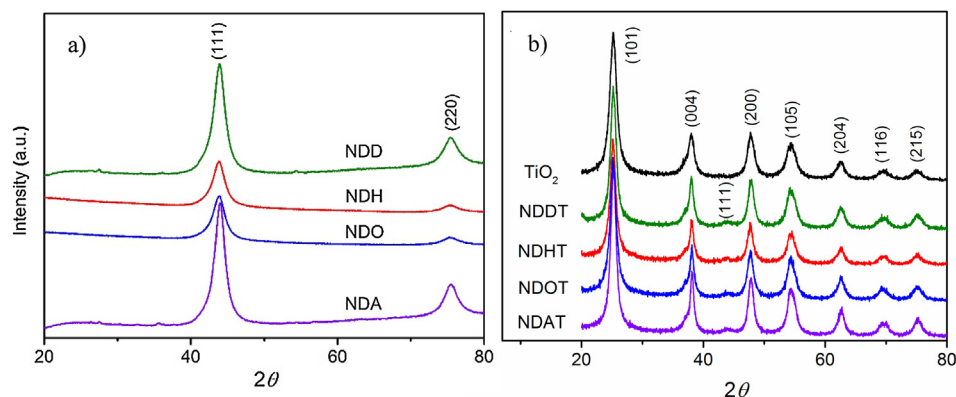 a)
(111)
(220)
NDD
NDH
NDO
NDA
Intensity (a.u.)
20
40
60
80
2θ
b)
(101)
(004)
(200)
(105)
(204)
(116)
(215)
(111)
TiO₂
NDDT
NDHT
NDOT
NDAT
20
40
60
80
2θ